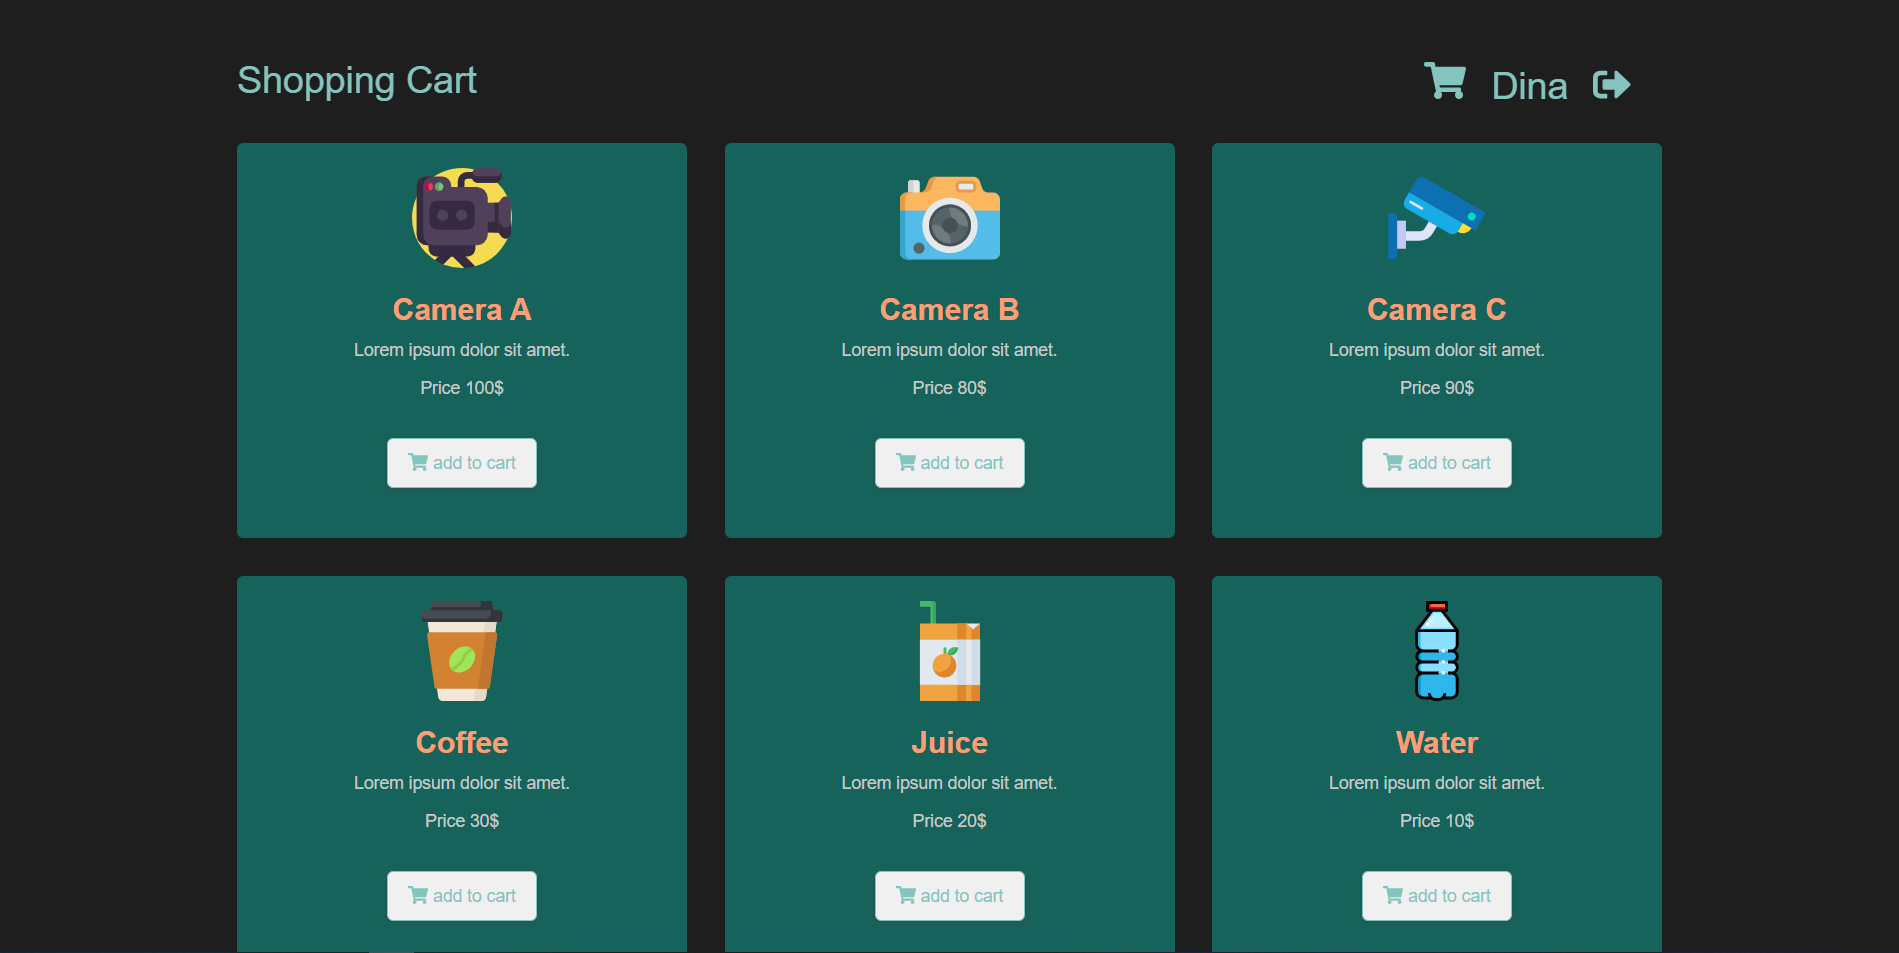 Shopping Cart
Dina
Camera A
Lorem ipsum dolor sit amet.
Price 100$
add to cart
Camera B
Lorem ipsum dolor sit amet.
Price 80$
add to cart
Camera C
Lorem ipsum dolor sit amet.
Price 90$
add to cart
Coffee
Lorem ipsum dolor sit amet.
Price 30$
add to cart
Juice
Lorem ipsum dolor sit amet.
Price 20$
add to cart
Water
Lorem ipsum dolor sit amet.
Price 10$
add to cart